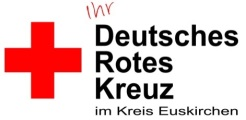 Ihr
Deutsches
Rotes
Kreuz
im Kreis Euskirchen